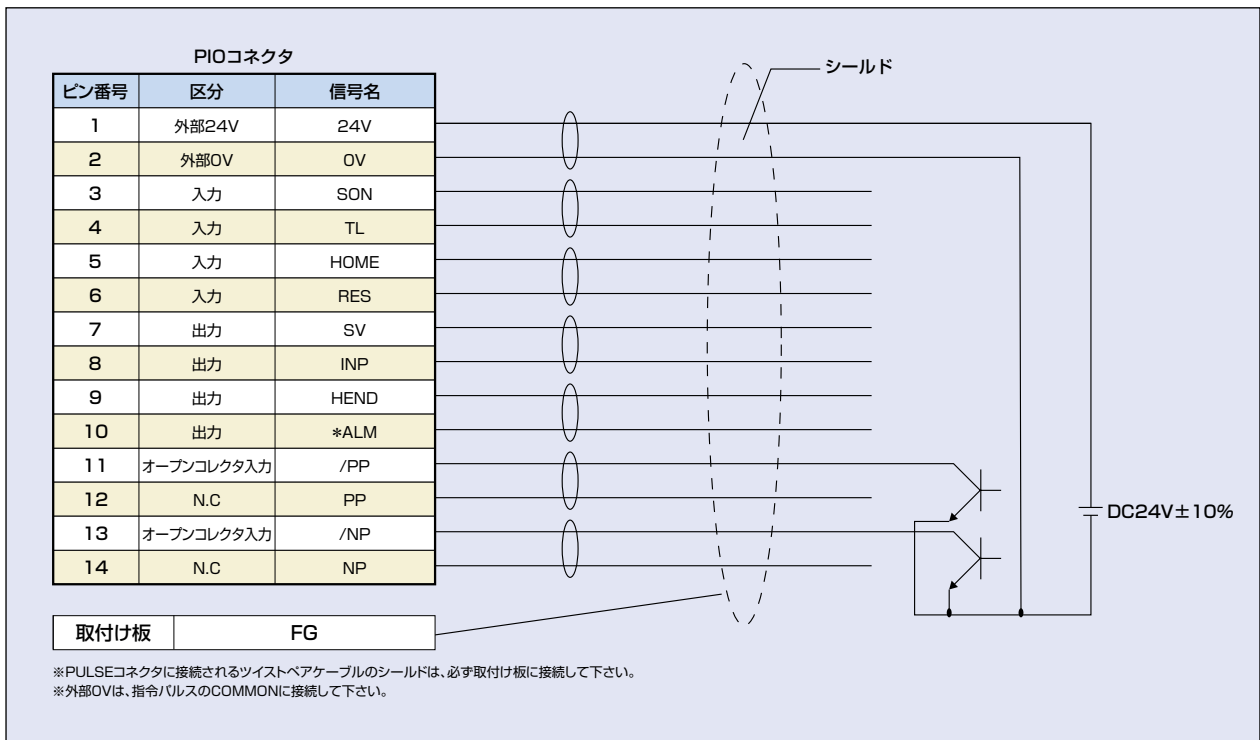 PIOコネクタ
シールド
ピン番号 区分 信号名
1 外部24V 24V
2 外部0V 0V
3 入力 SON
4 入力 TL
5 入力 HOME
6 入力 RES
7 出力 SV
8 出力 INP
9 出力 HEND
10 出力 *ALM
11 オープンコレクタ入力 /PP
12 N.C PP
13 オープンコレクタ入力 /NP
14 N.C NP
DC24V±10%
取付け板 FG
※PULSEコネクタに接続されるツイストペアケーブルのシールドは、必ず取付け板に接続して下さい。
※外部0Vは、指令パルスのCOMMONに接続して下さい。